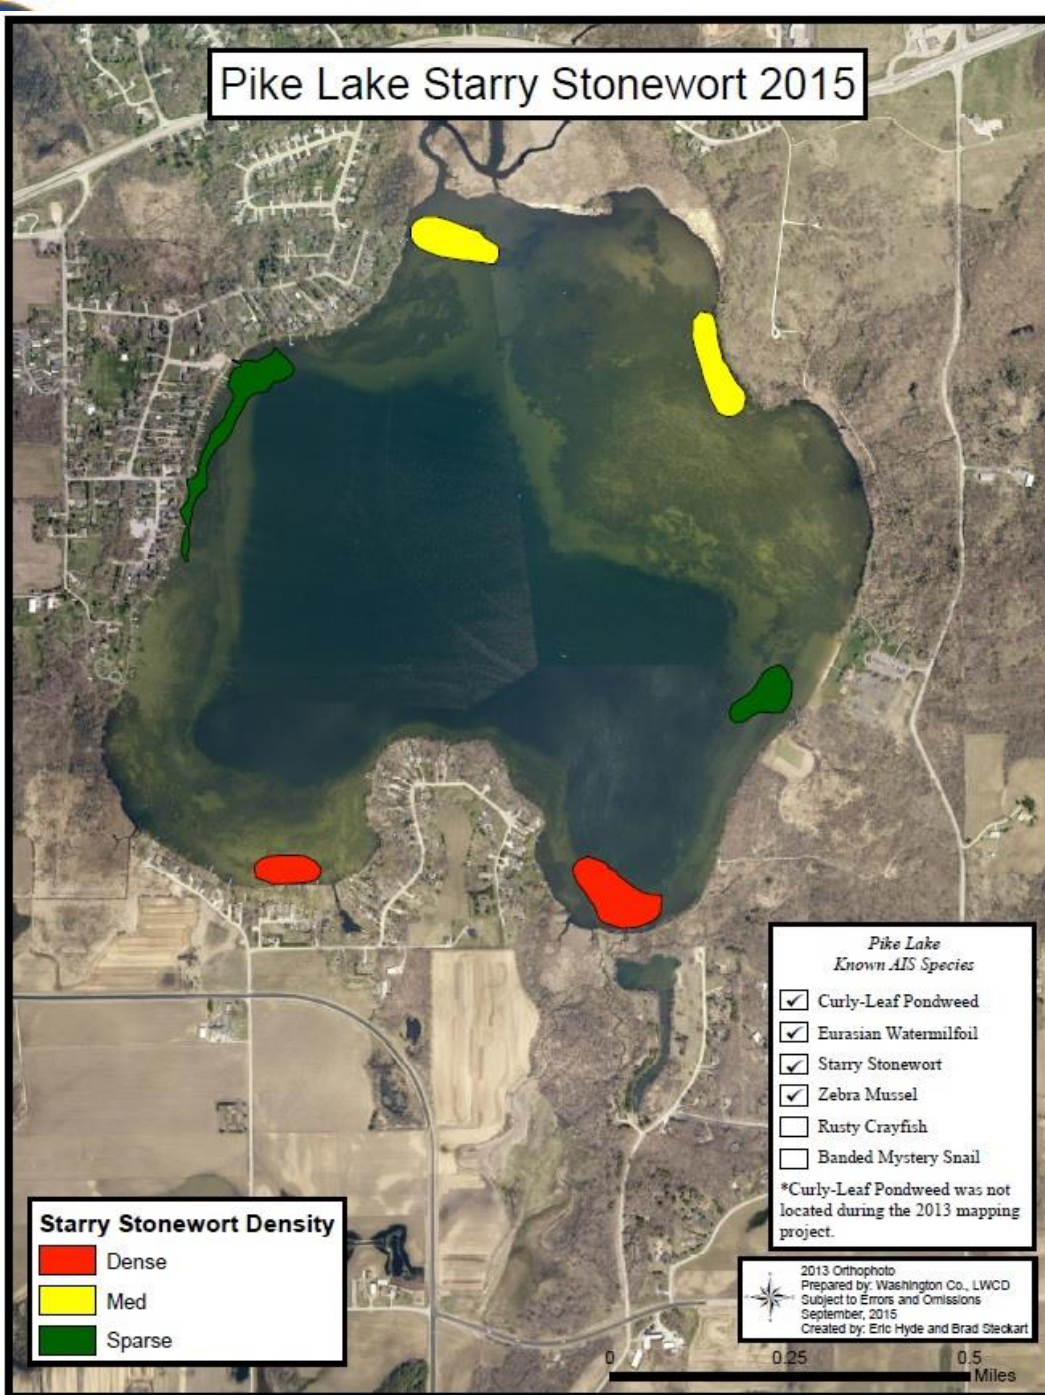 Pike Lake Starry Stonewort 2015
Pike Lake
Known AIS Species
Curly-Leaf Pondweed
Eurasian Watermilfoil
Starry Stonewort
Zebra Mussel
Rusty Crayfish
Banded Mystery Snail
*Curly-Leaf Pondweed was not
located during the 2013 mapping
project.
Starry Stonewort Density
Dense
Med
Sparse
2013 Orthophoto
Prepared by: Washington Co., LWCD
Subject to Errors and Omissions
September, 2015
Created by: Eric Hyde and Brad Steckart
0 0.25 0.5
Miles